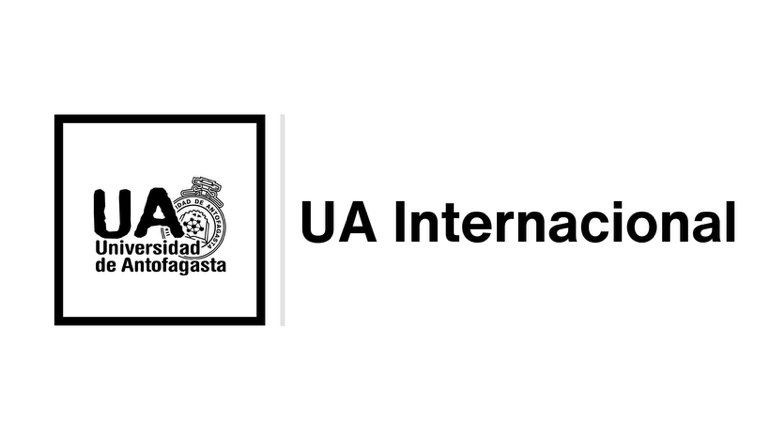 UA
Universidad
de Antofagasta
UA Internacional